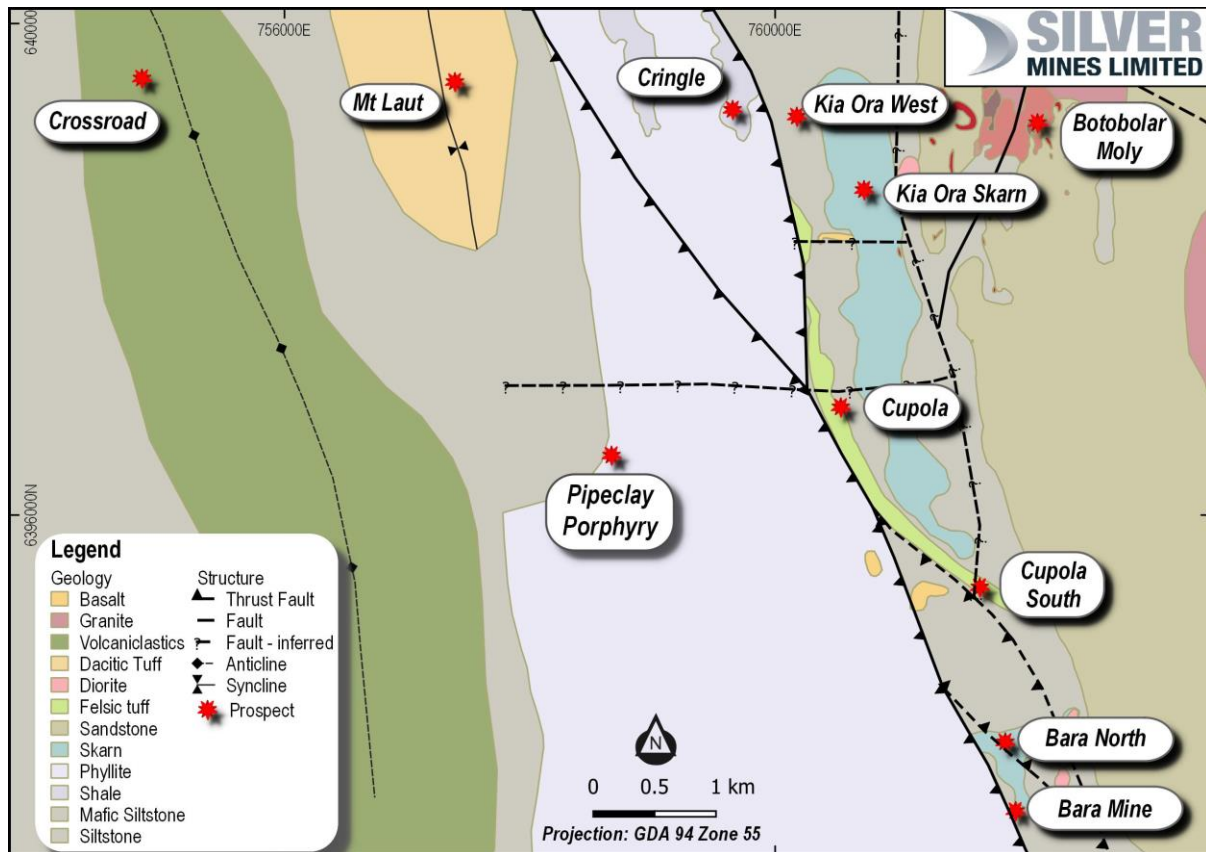 640000
756000E
760000E
SILVER
MINES LIMITED
Crossroad
Mt Laut
Cringle
Kia Ora West
Botobolar
Moly
Kia Ora Skarn
Cupola
Pipeclay
Porphyry
6396000N
Cupola
South
Bara North
Bara Mine
Legend
Geology
Basalt
Granite
Volcaniclastics
Dacitic Tuff
Diorite
Felsic tuff
Sandstone
Skarn
Phyllite
Shale
Mafic Siltstone
Siltstone
Structure
Thrust Fault
Fault
? Fault - inferred
Anticline
Syncline
Prospect
N
0 0.5 1 km
Projection: GDA 94 Zone 55